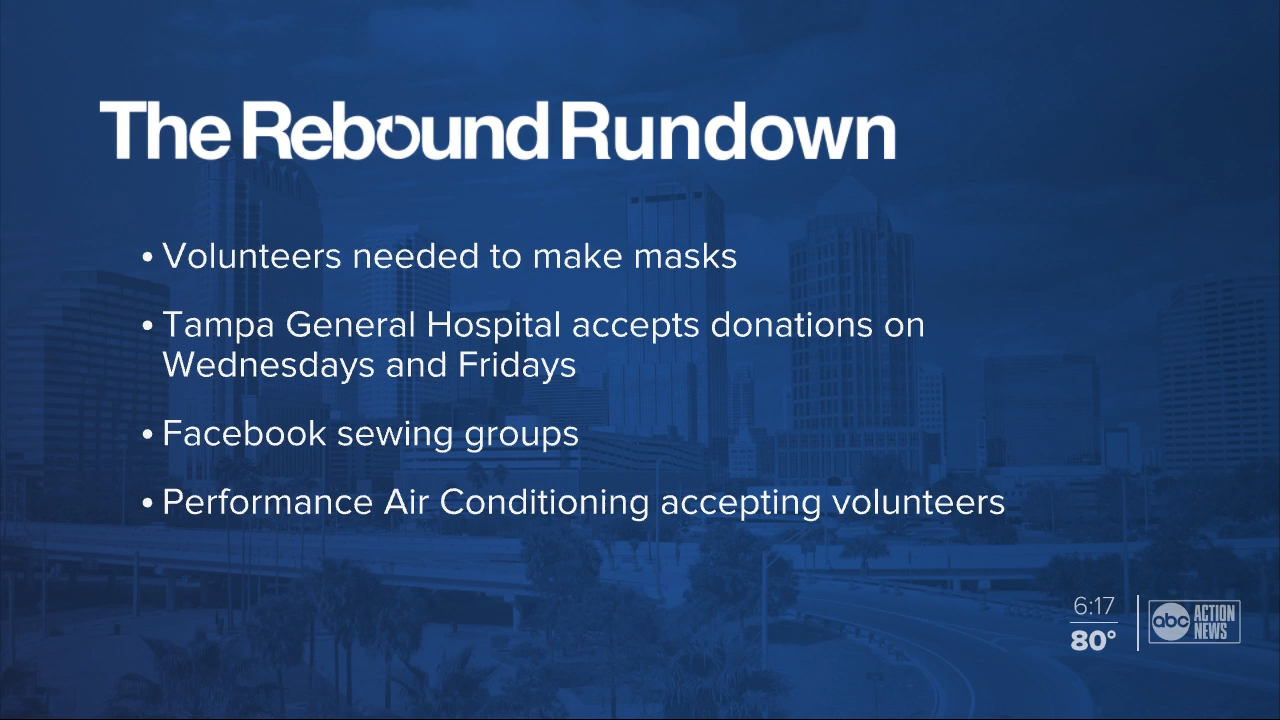 The Rebound Rundown
• Volunteers needed to make masks
• Tampa General Hospital accepts donations on
Wednesdays and Fridays
• Facebook sewing groups
• Performance Air Conditioning accepting volunteers
6:17
80°
abc ACTION
NEWS